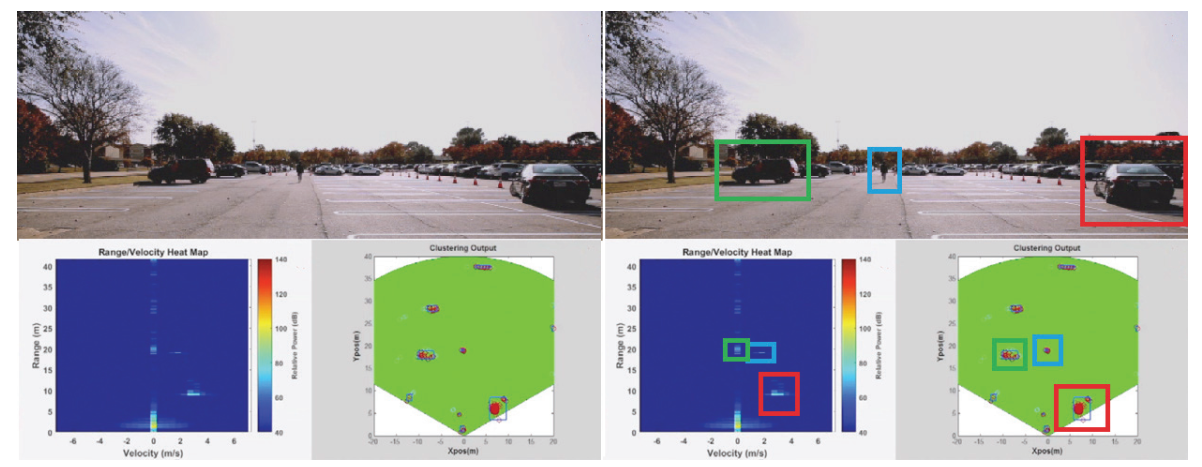 Range/Velocity Heat Map
Range (m)
40
35
30
25
20
15
10
5
0
-6 -4 -2 0 2 4 6
Velocity (m/s)
140
120
100
80
60
40
Relative Power (dB)
Clustering Output
Ypos(m)
40
35
30
25
20
15
10
5
0
-20 -15 -10 -5 0 5 10 15 20
Xpos(m)
Range/Velocity Heat Map
Range (m)
40
35
30
25
20
15
10
5
0
-6 -4 -2 0 2 4 6
Velocity (m/s)
140
120
100
80
60
40
Relative Power (dB)
Clustering Output
Ypos(m)
40
35
30
25
20
15
10
5
0
-20 -15 -10 -5 0 5 10 15 20
Xpos(m)